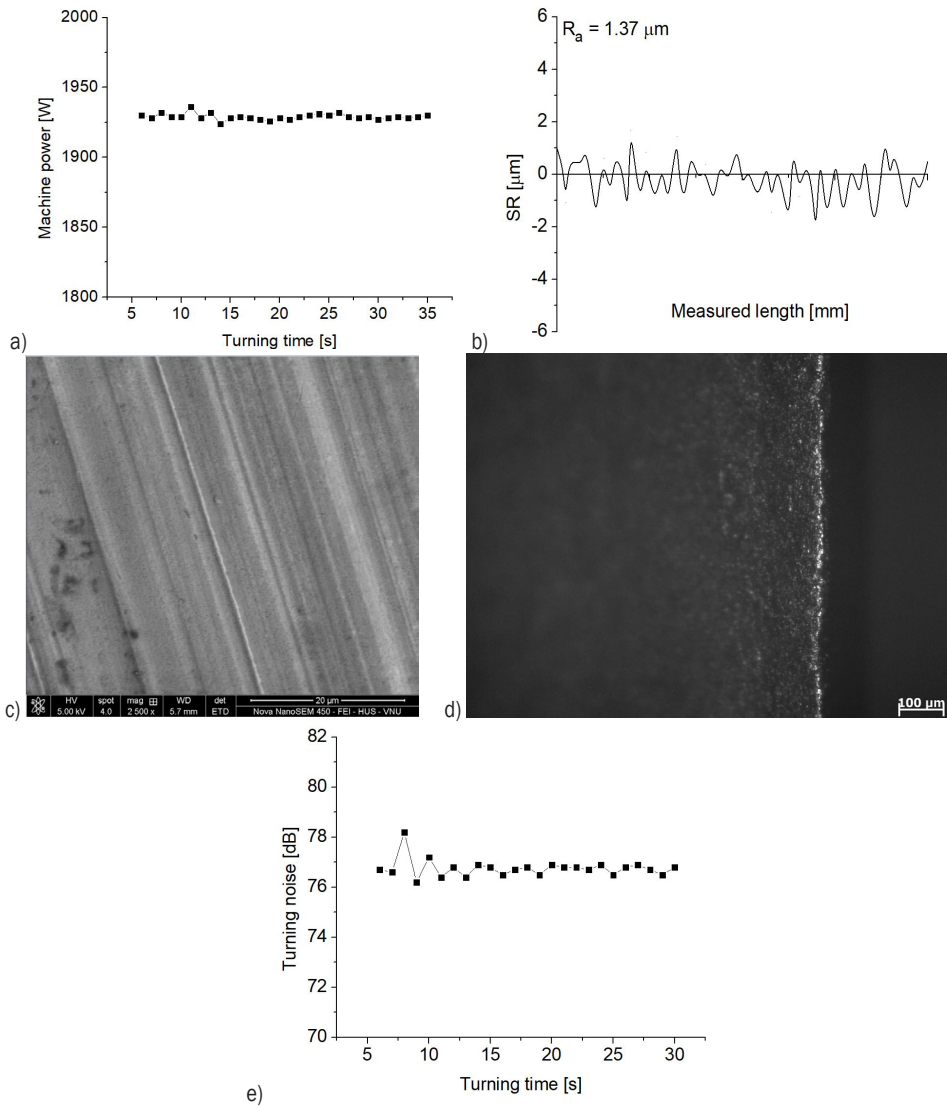 2000
1950
1900
1850
1800
Machine power [W]
5 10 15 20 25 30 35
Turning time [s]
a)
6
4
2
0
-2
-4
-6
SR [μm]
Ra = 1.37 μm
Measured length [mm]
b)
HV spot mag WD det
5.00 kV 4.0 2 500 x 5.7 mm ETD
20 μm
Nova NanoSEM 450 - FEI - HUS - VNU
c)
100 μm
d)
82
80
78
76
74
72
70
Turning noise [dB]
5 10 15 20 25 30
Turning time [s]
e)